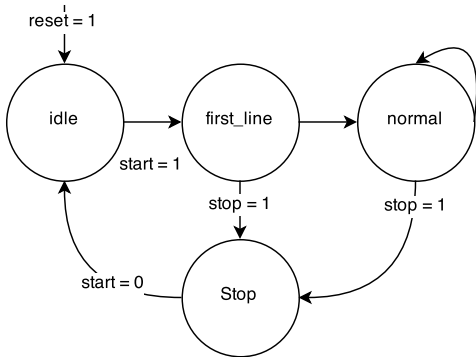 reset = 1
idle
first_line
normal
start = 1
stop = 1
stop = 1
start = 0
Stop